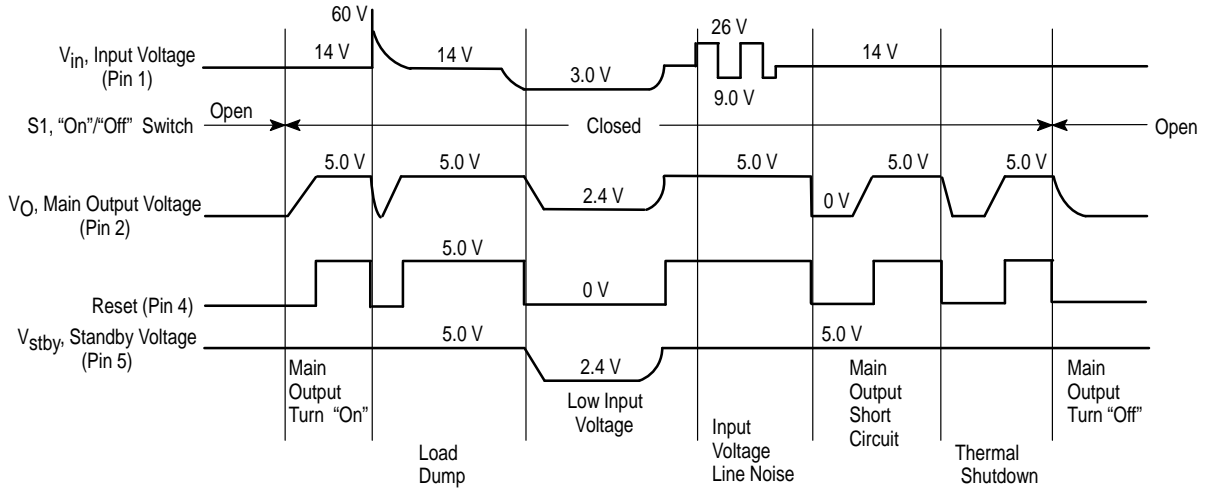 60 V
14 V
14 V
3.0 V
26 V
9.0 V
14 V
Vin, Input Voltage
(Pin 1)
S1, “On”/“Off” Switch
Open
Closed
Open
VO, Main Output Voltage
(Pin 2)
5.0 V
5.0 V
2.4 V
5.0 V
0 V
5.0 V
5.0 V
Reset (Pin 4)
5.0 V
0 V
Vstby, Standby Voltage
(Pin 5)
5.0 V
2.4 V
5.0 V
Main
Output
Turn “On”
Load
Dump
Low Input
Voltage
Input
Voltage
Line Noise
Main
Output
Short
Circuit
Thermal
Shutdown
Main
Output
Turn “Off”